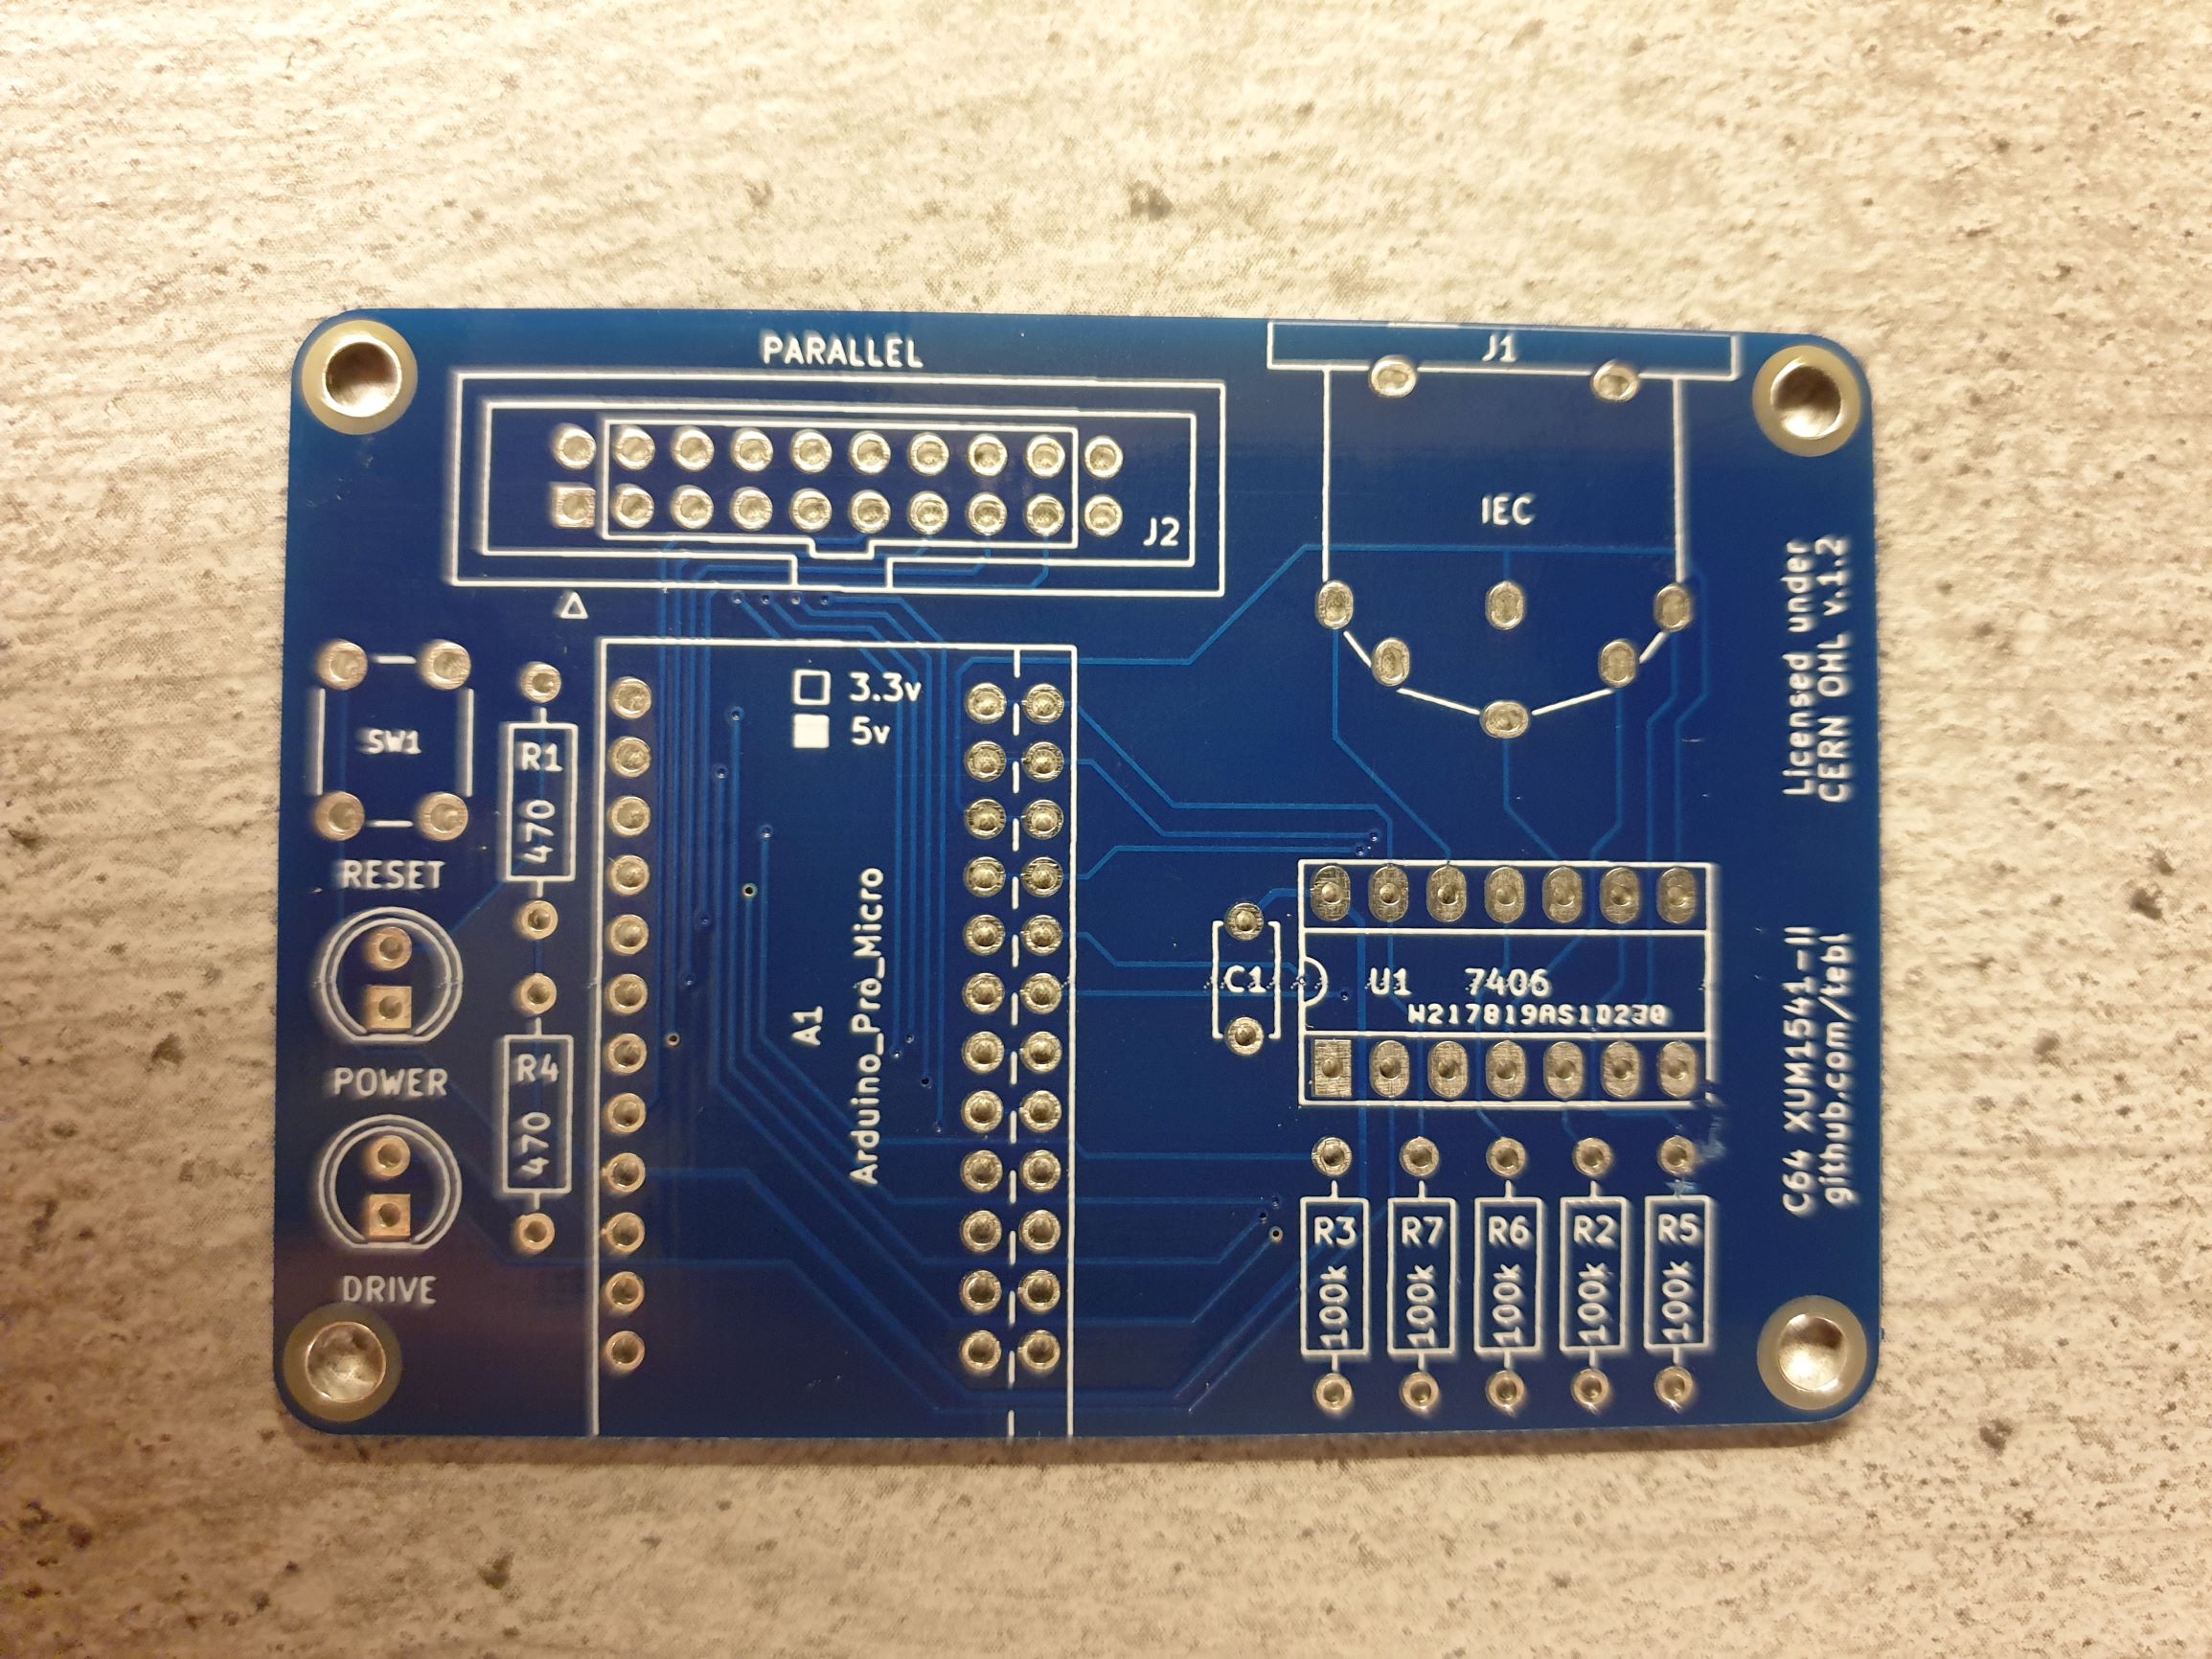 PARALLEL
J1
J2
IEC
Licensed under
CERN OHL v.1.2
3.3v
5v
SW1
R1
470
RESET
A1
Arduino_Pro_Micro
C1
U1 7406
W217819AS1D230
R4
470
POWER
C64 XUM1541-II
github.com/tebl
DRIVE
R3
100k
R7
100k
R6
100k
R2
100k
R5
100k